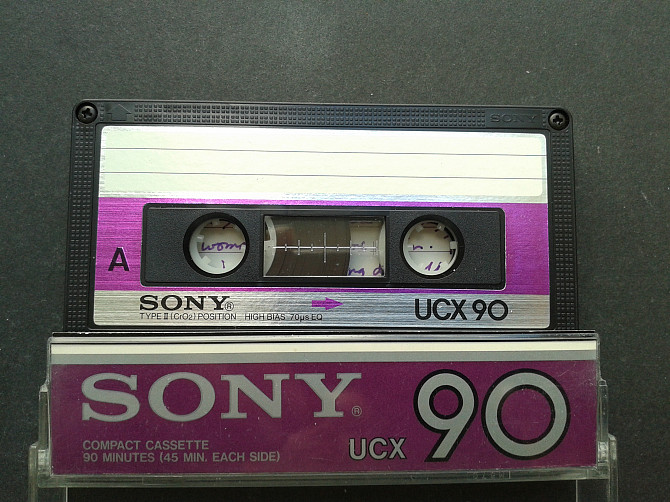 SONY
A
SONY®
TYPE II (CrO2) POSITION HIGH BIAS 70μs EQ
UCX 90
SONY®
COMPACT CASSETTE
90 MINUTES (45 MIN. EACH SIDE)
UCX
90